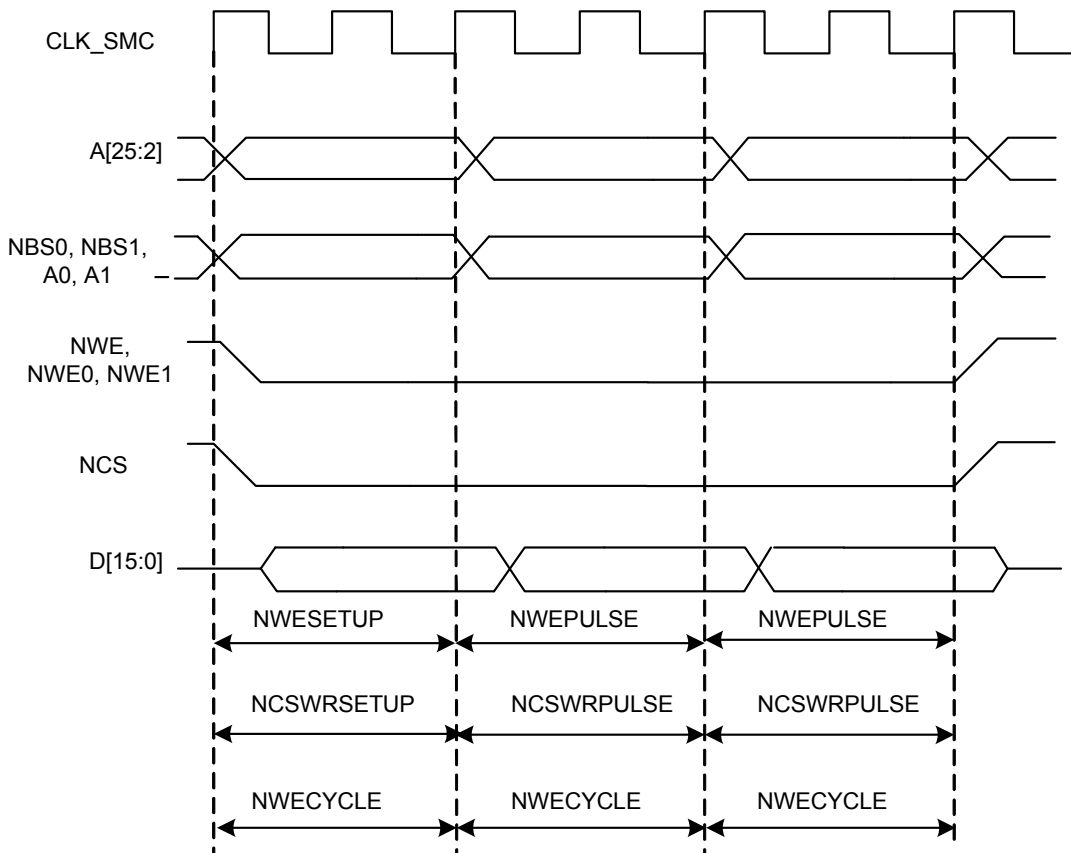 CLK_SMC
A[25:2]
NBS0, NBS1,
A0, A1
NWE,
NWE0, NWE1
NCS
D[15:0]
NWESETUP NWEPULSE NWEPULSE
NCSWRSETUP NCSWRPULSE NCSWRPULSE
NWECYCLE NWECYCLE NWECYCLE